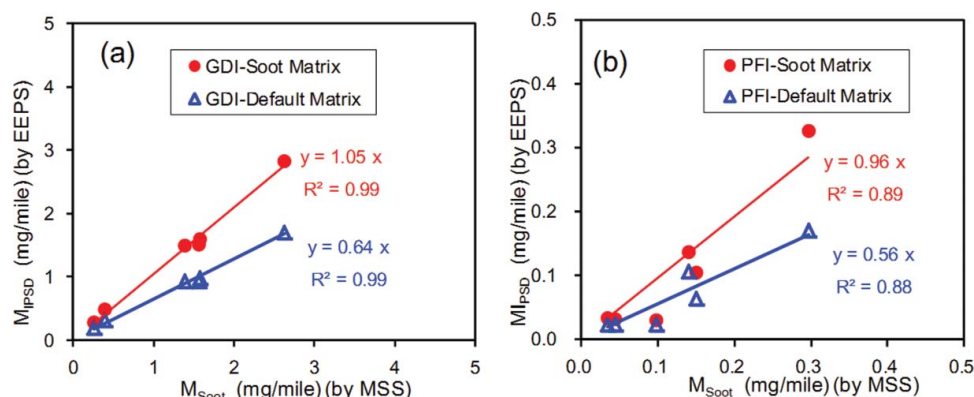 (a)
GDI-Soot Matrix
GDI-Default Matrix
y = 1.05 x
R² = 0.99
y = 0.64 x
R² = 0.99
M_IPSD (mg/mile) (by EEPS)
5
4
3
2
1
0
0 1 2 3 4 5
M_Soot (mg/mile) (by MSS)
(b)
PFI-Soot Matrix
PFI-Default Matrix
y = 0.96 x
R² = 0.89
y = 0.56 x
R² = 0.88
MI_PSD (mg/mile) (by EEPS)
0.5
0.4
0.3
0.2
0.1
0.0
0.0 0.1 0.2 0.3 0.4 0.5
M_Soot (mg/mile) (by MSS)